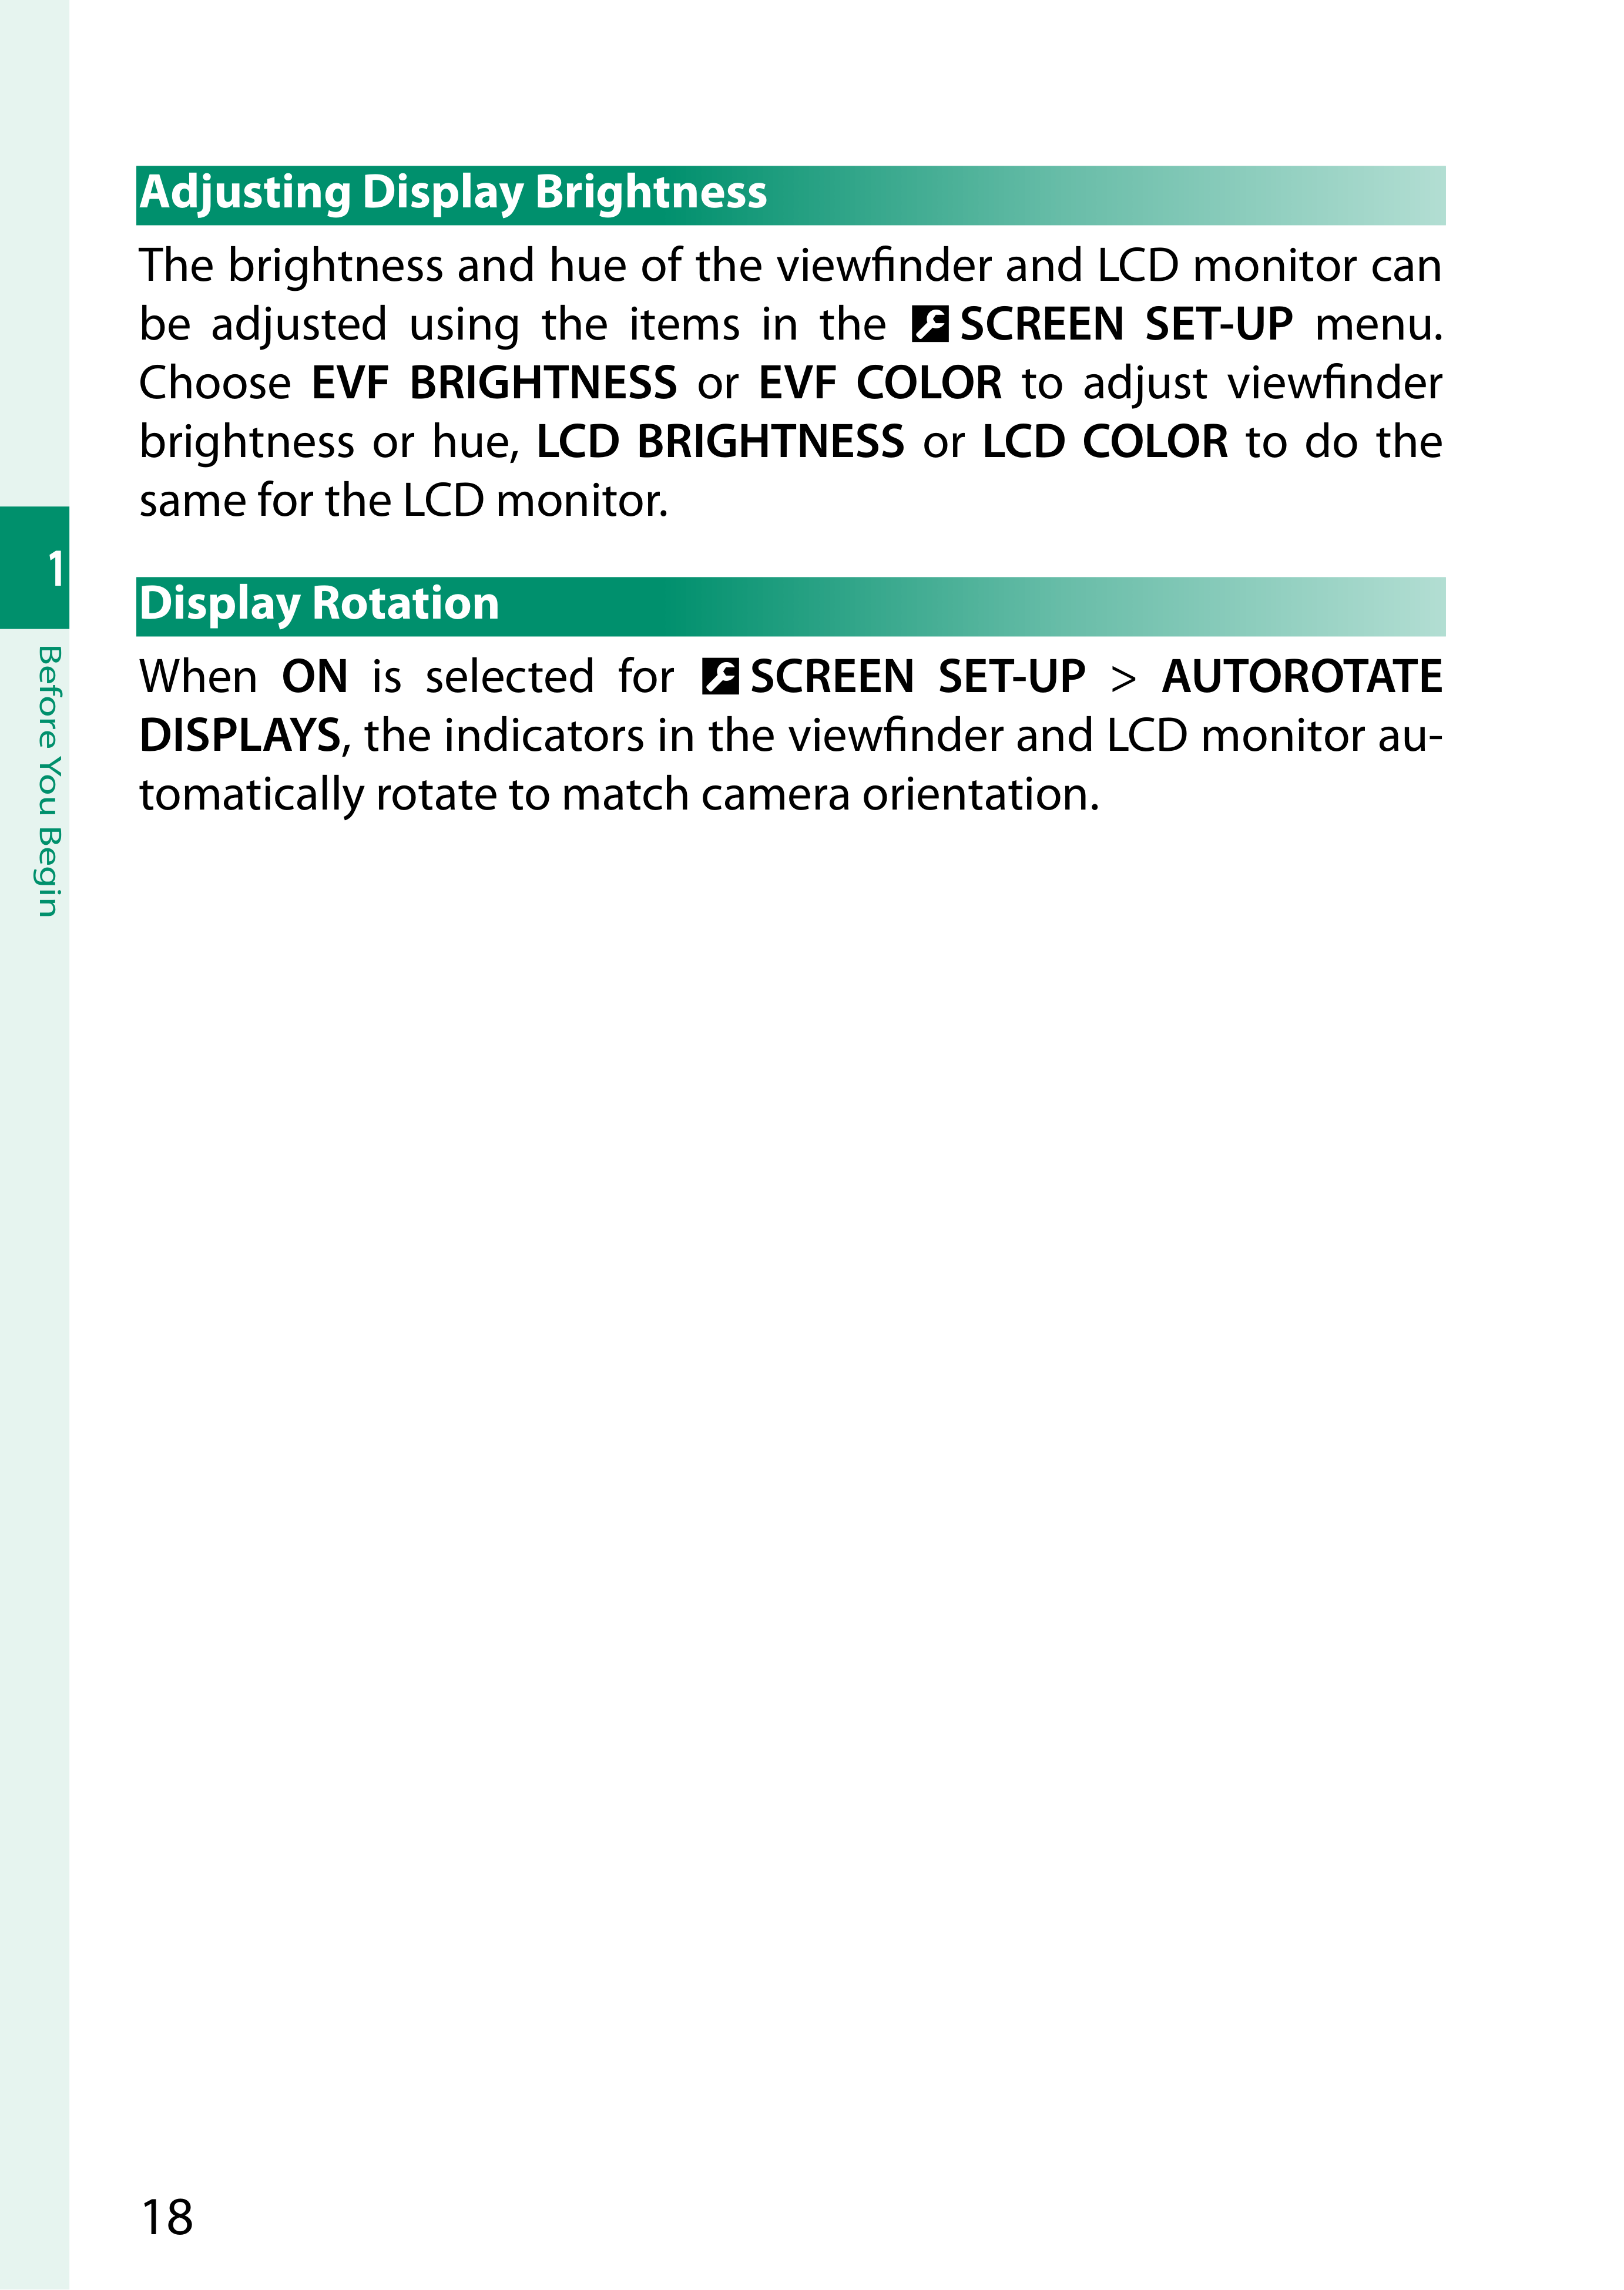 Adjusting Display Brightness
The brightness and hue of the viewfinder and LCD monitor can
be adjusted using the items in the SCREEN SET-UP menu.
Choose EVF BRIGHTNESS or EVF COLOR to adjust viewfinder
brightness or hue, LCD BRIGHTNESS or LCD COLOR to do the
same for the LCD monitor.
1
Before You Begin
Display Rotation
When ON is selected for SCREEN SET-UP > AUTOROTATE
DISPLAYS, the indicators in the viewfinder and LCD monitor au-
tomatically rotate to match camera orientation.
18